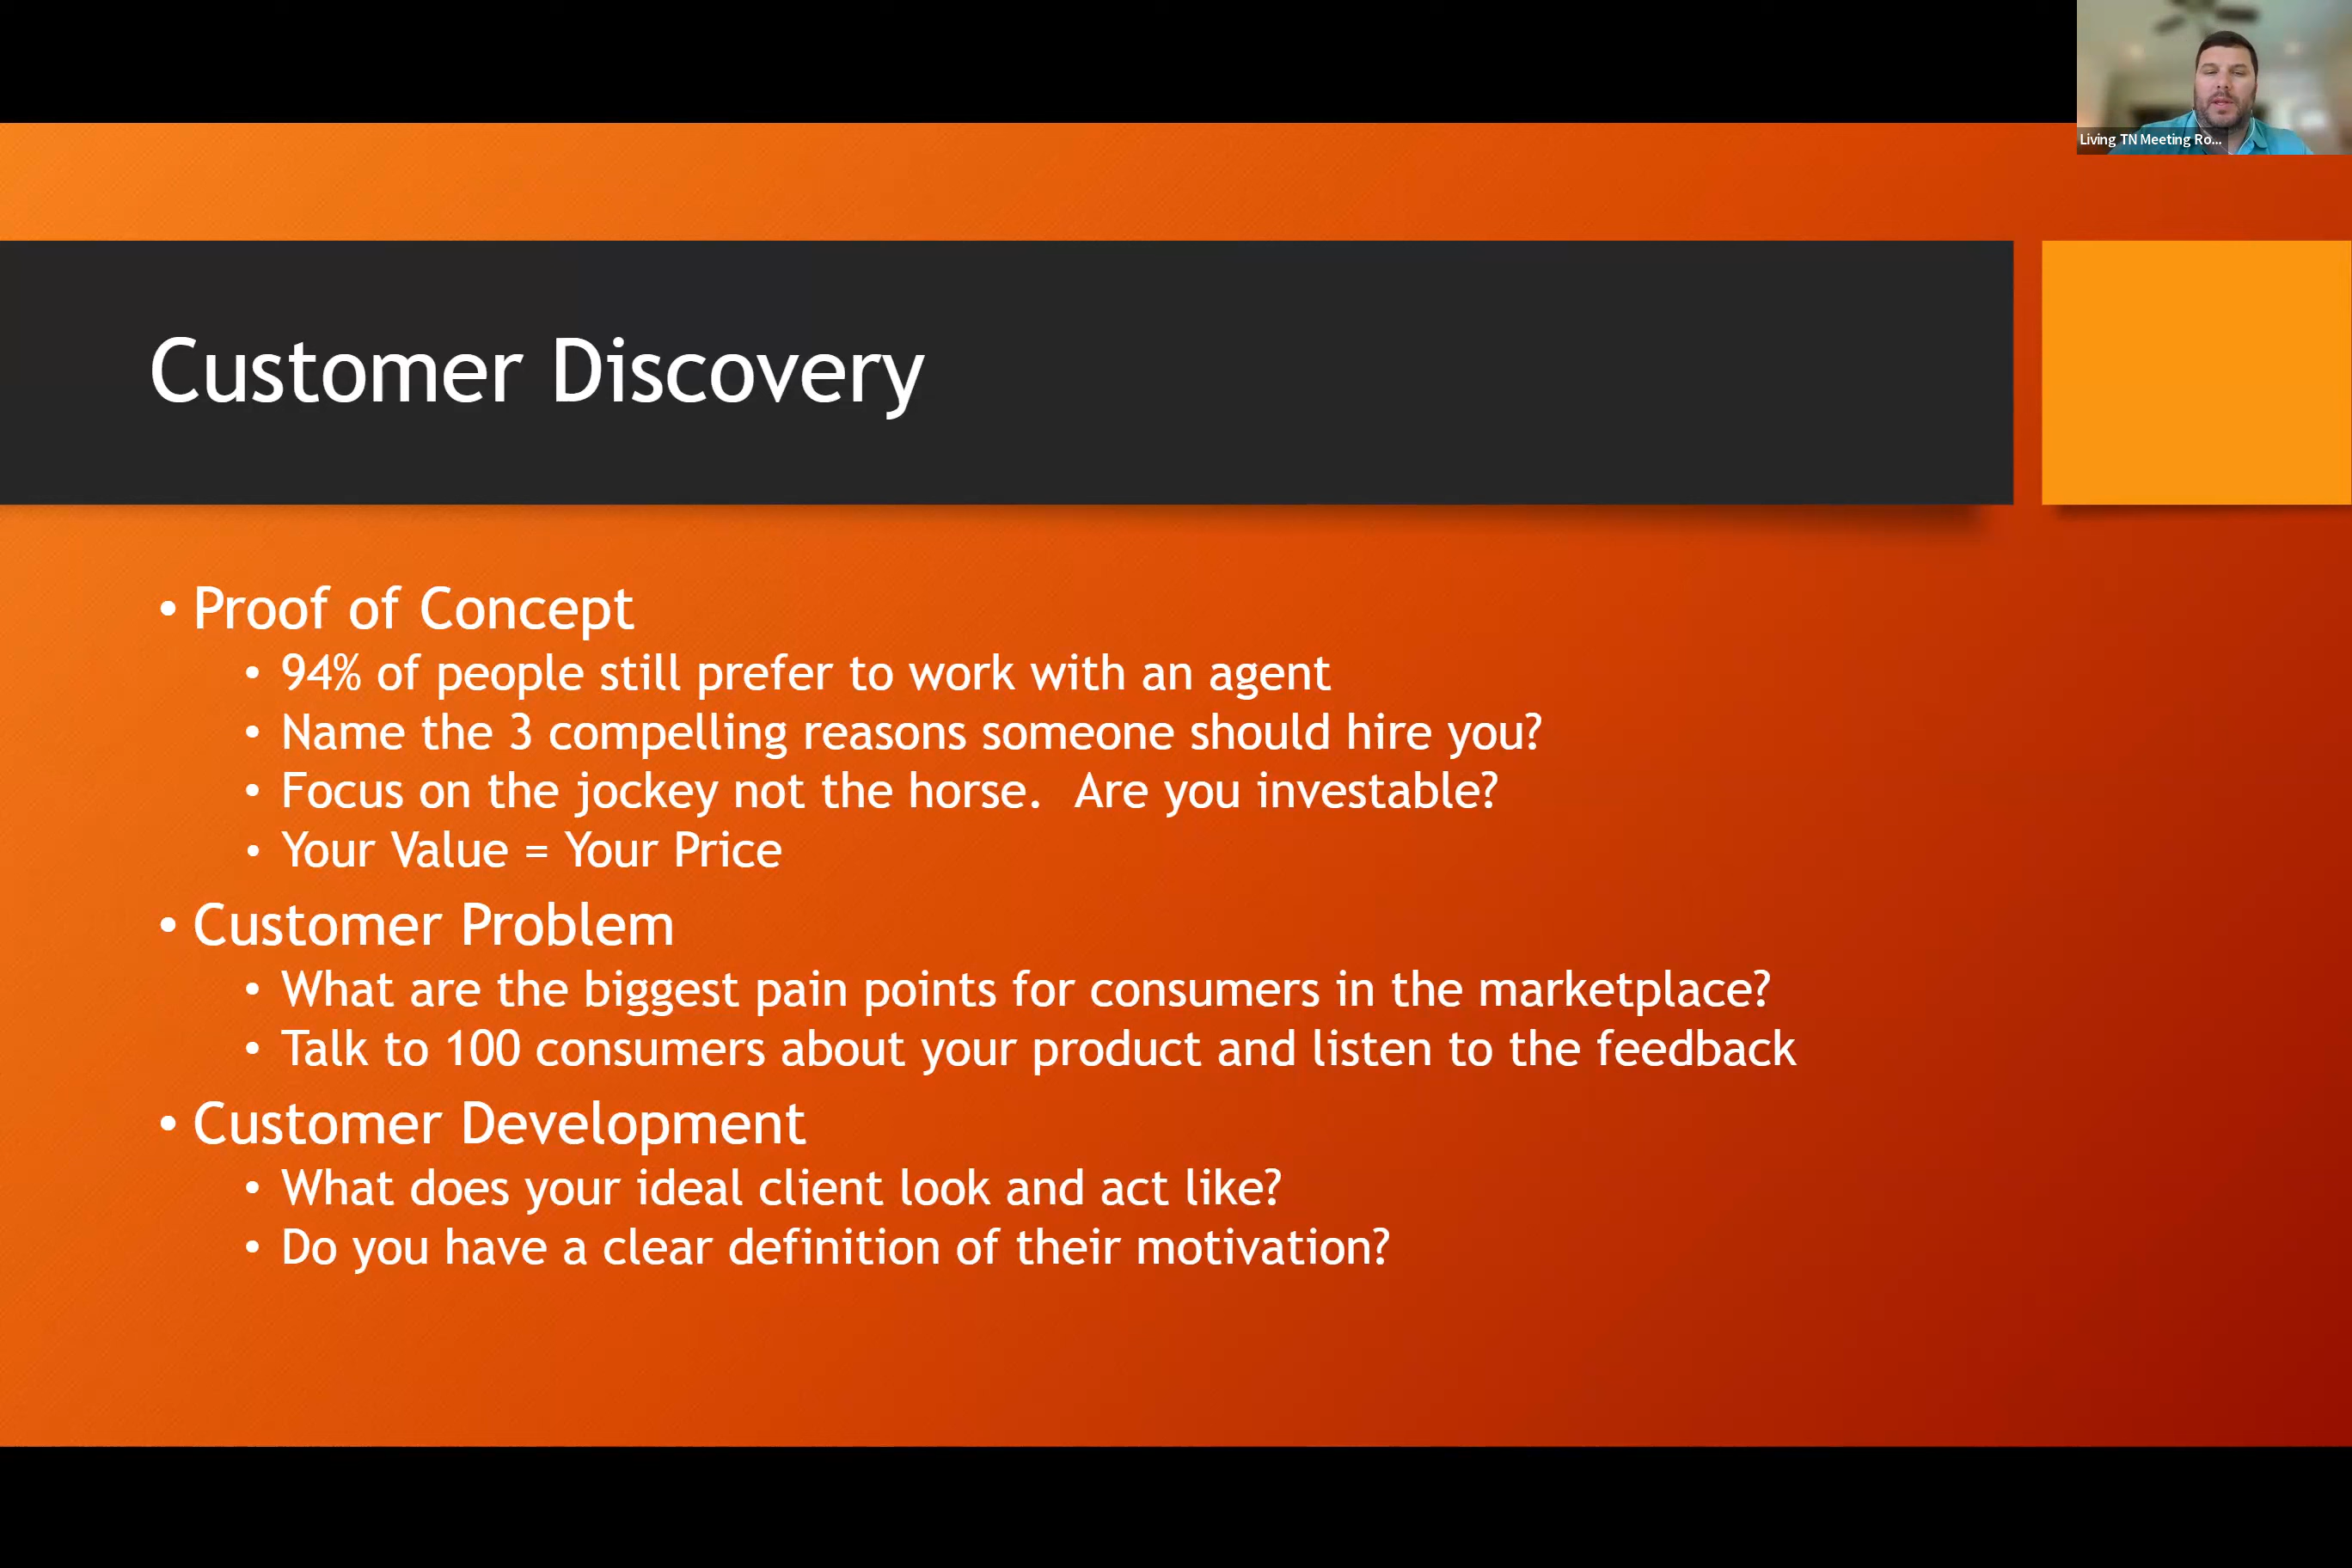 Living TN Meeting Ro...
Customer Discovery
• Proof of Concept
• 94% of people still prefer to work with an agent
• Name the 3 compelling reasons someone should hire you?
• Focus on the jockey not the horse.  Are you investable?
• Your Value = Your Price
• Customer Problem
• What are the biggest pain points for consumers in the marketplace?
• Talk to 100 consumers about your product and listen to the feedback
• Customer Development
• What does your ideal client look and act like?
• Do you have a clear definition of their motivation?